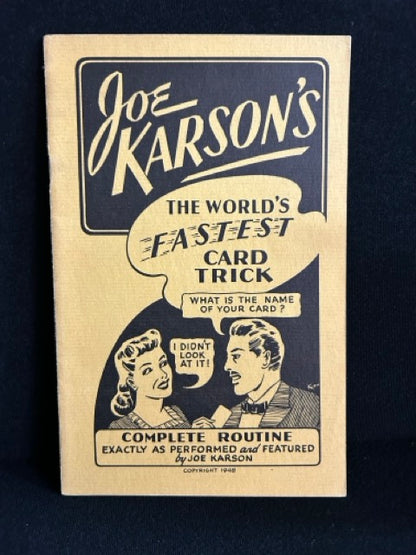 JOE
KARSON'S
THE WORLD'S
FASTEST
CARD
TRICK
WHAT IS THE NAME
OF YOUR CARD?
I DIDN'T
LOOK
AT IT!
COMPLETE ROUTINE
EXACTLY AS PERFORMED and FEATURED
by JOE KARSON
COPYRIGHT 1948